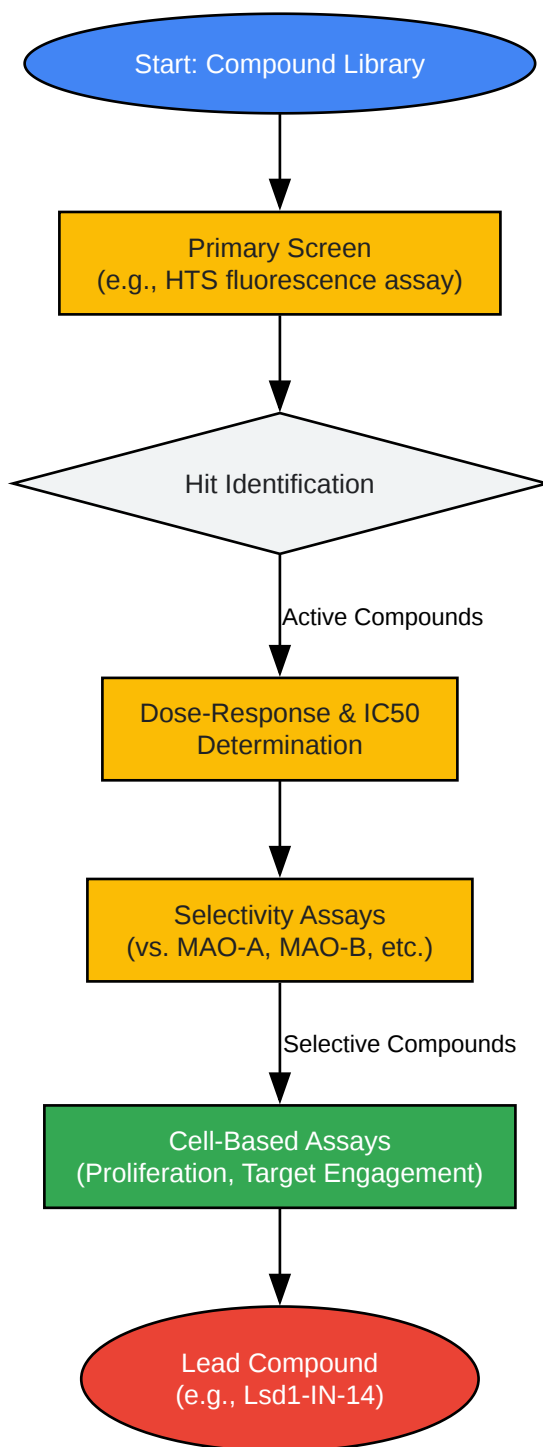 Start: Compound Library
Primary Screen
(e.g., HTS fluorescence assay)
Hit Identification
Active Compounds
Dose-Response & IC50
Determination
Selectivity Assays
(vs. MAO-A, MAO-B, etc.)
Selective Compounds
Cell-Based Assays
(Proliferation, Target Engagement)
Lead Compound
(e.g., Lsd1-IN-14)